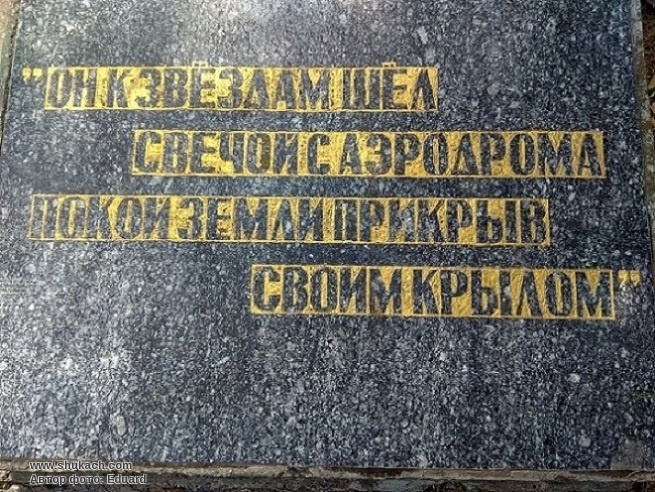 "ОН К ЗВЁЗДАМ ШЁЛ
СВЕЧОЙ С АЭРОДРОМА
ПОКОЙ ЗЕМЛИ ПРИКРЫВ
СВОИМ КРЫЛОМ"
www.shukach.com
Автор фото: Eduard